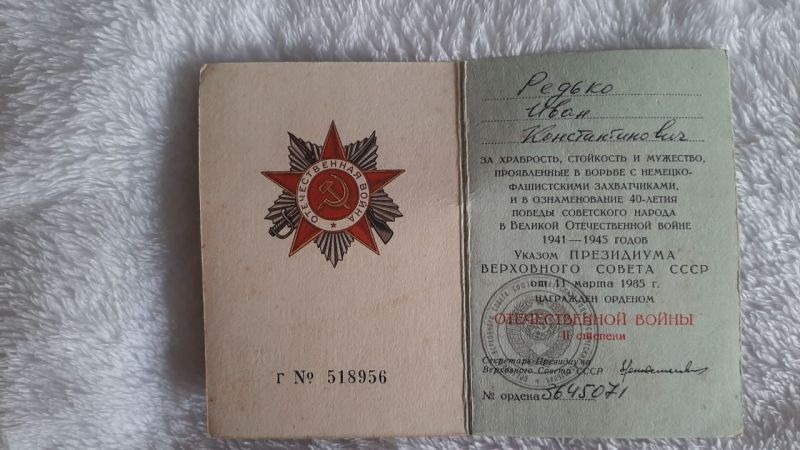 ОТЕЧЕСТВЕННАЯ ВОЙНА
г № 518956
Редько
Иван
Константинович
ЗА ХРАБРОСТЬ, СТОЙКОСТЬ И МУЖЕСТВО,
ПРОЯВЛЕННЫЕ В БОРЬБЕ С НЕМЕЦКО-
ФАШИСТСКИМИ ЗАХВАТЧИКАМИ,
И В ОЗНАМЕНОВАНИЕ 40-ЛЕТИЯ
ПОБЕДЫ СОВЕТСКОГО НАРОДА
В ВЕЛИКОЙ ОТЕЧЕСТВЕННОЙ ВОЙНЕ
1941—1945 ГОДОВ
УКАЗОМ ПРЕЗИДИУМА
ВЕРХОВНОГО СОВЕТА СССР
от 11 марта 1985 г.
НАГРАЖДЕН ОРДЕНОМ
ОТЕЧЕСТВЕННОЙ ВОЙНЫ
II степени
Секретарь Президиума
Верховного Совета СССР
№ ордена 3645071